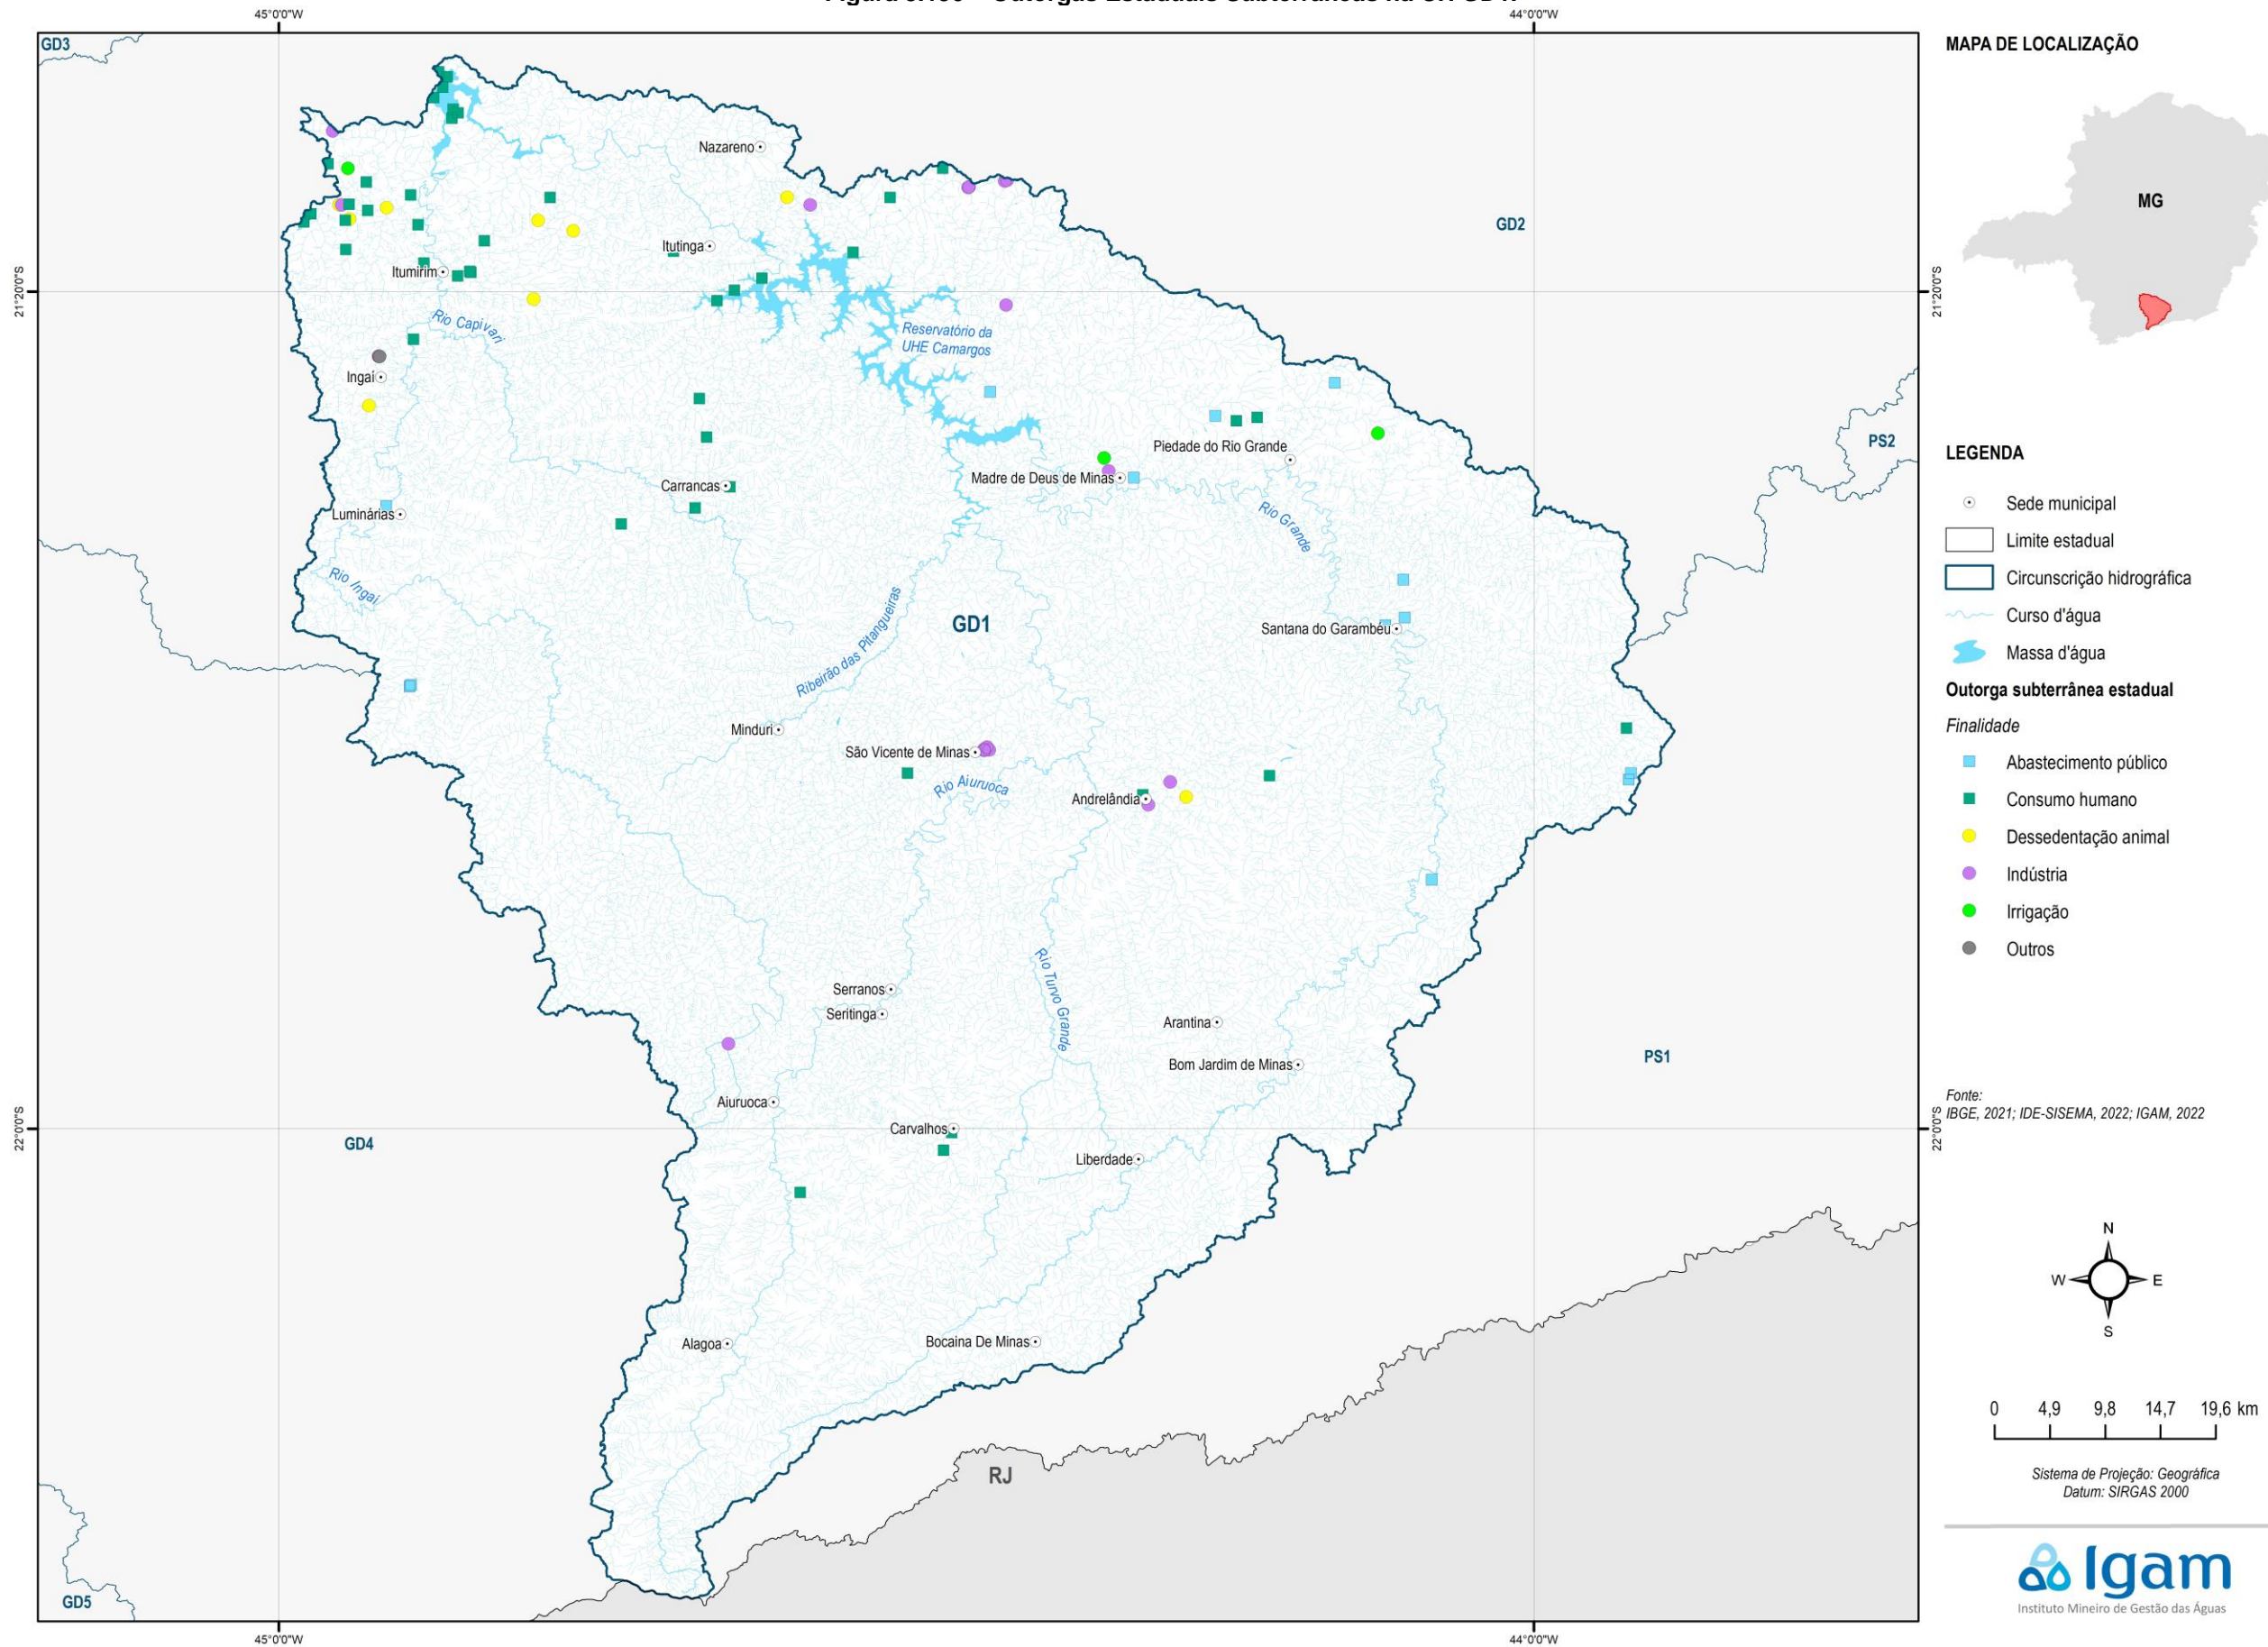 45°0'0"W
44°0'0"W
GD3
Nazareno
GD2
Itutinga
Itumirim
21°20'0"S
21°20'0"S
Rio Capivari
Reservatório da
UHE Camargos
Ingaí
PS2
Piedade do Rio Grande
Madre de Deus de Minas
Carrancas
Luminárias
Rio Grande
Rio Ingaí
Ribeirão das Pitangueiras
GD1
Santana do Garambéu
Minduri
São Vicente de Minas
Rio Aiuruoca
Andrelândia
Rio Turvo Grande
Serranos
Seritinga
Arantina
Bom Jardim de Minas
PS1
Aiuruoca
Carvalhos
22°0'0"S
22°0'0"S
GD4
Liberdade
Alagoa
Bocaina De Minas
RJ
GD5
45°0'0"W
44°0'0"W
MAPA DE LOCALIZAÇÃO
MG
LEGENDA
Sede municipal
Limite estadual
Circunscrição hidrográfica
Curso d'água
Massa d'água
Outorga subterrânea estadual
Finalidade
Abastecimento público
Consumo humano
Dessedentação animal
Indústria
Irrigação
Outros
Fonte:
IBGE, 2021; IDE-SISEMA, 2022; IGAM, 2022
N
W
E
S
0 4,9 9,8 14,7 19,6 km
Sistema de Projeção: Geográfica
Datum: SIRGAS 2000
Igam
Instituto Mineiro de Gestão das Águas